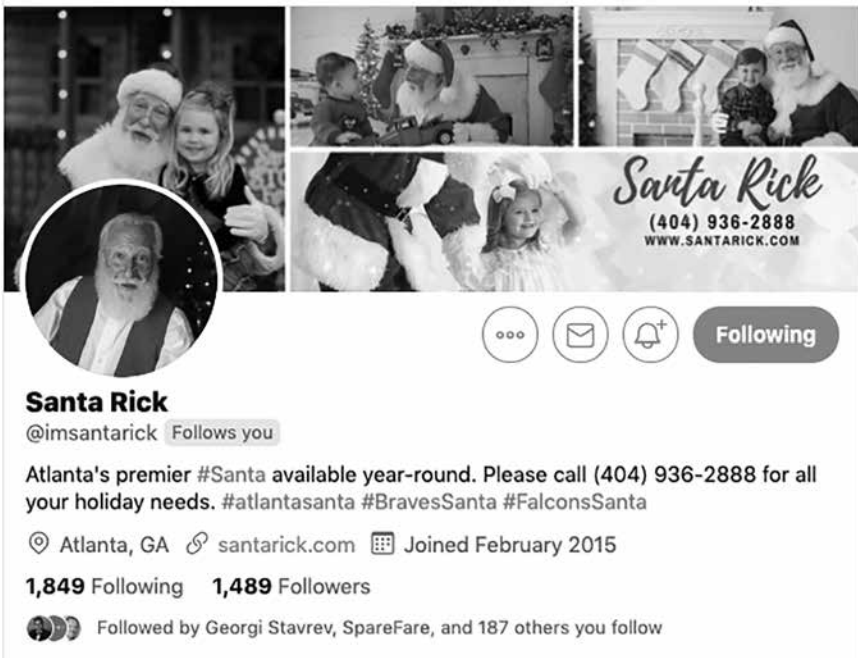 Santa Rick
(404) 936-2888
WWW.SANTARICK.COM
Following
Santa Rick
@imsantarick Follows you
Atlanta's premier #Santa available year-round. Please call (404) 936-2888 for all
your holiday needs. #atlantasanta #BravesSanta #FalconsSanta
Atlanta, GA santarick.com Joined February 2015
1,849 Following 1,489 Followers
Followed by Georgi Stavrev, SpareFare, and 187 others you follow